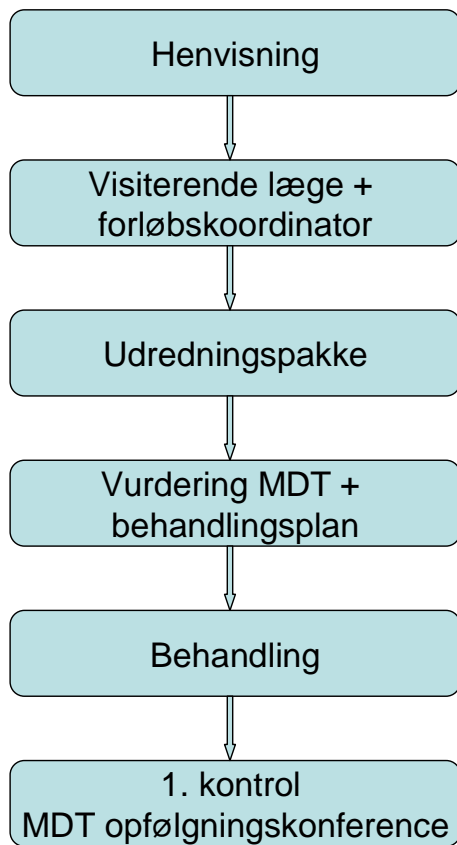 Henvisning
Visiterende læge +
forløbskoordinator
Udredningspakke
Vurdering MDT +
behandlingsplan
Behandling
1. kontrol
MDT opfølgningskonference